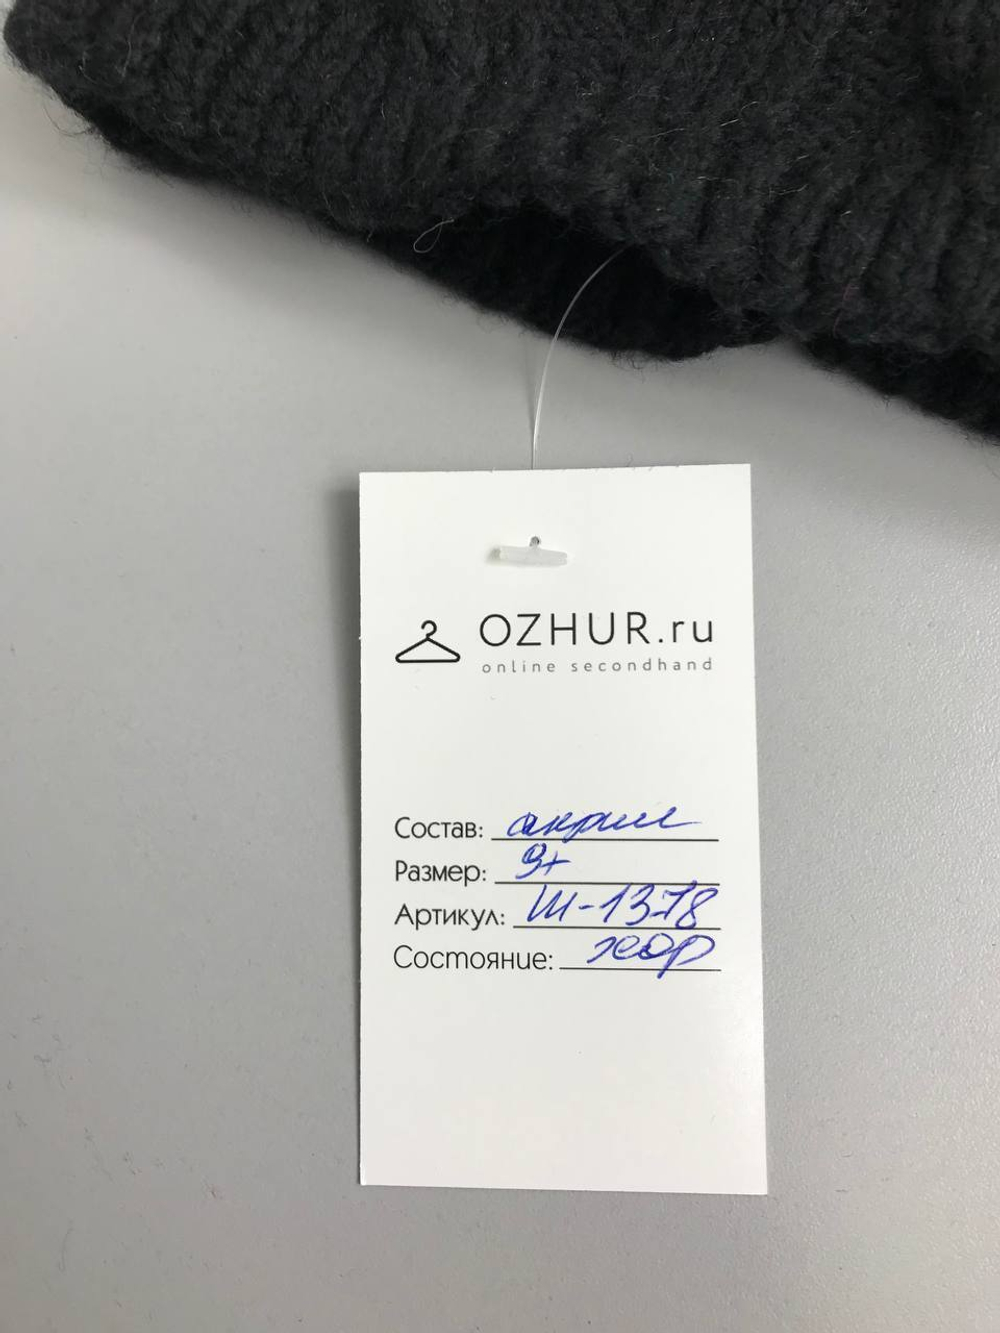 OZHUR.ru
online secondhand
Состав: акрил
Размер: 9+
Артикул: Ш-1378
Состояние: хор